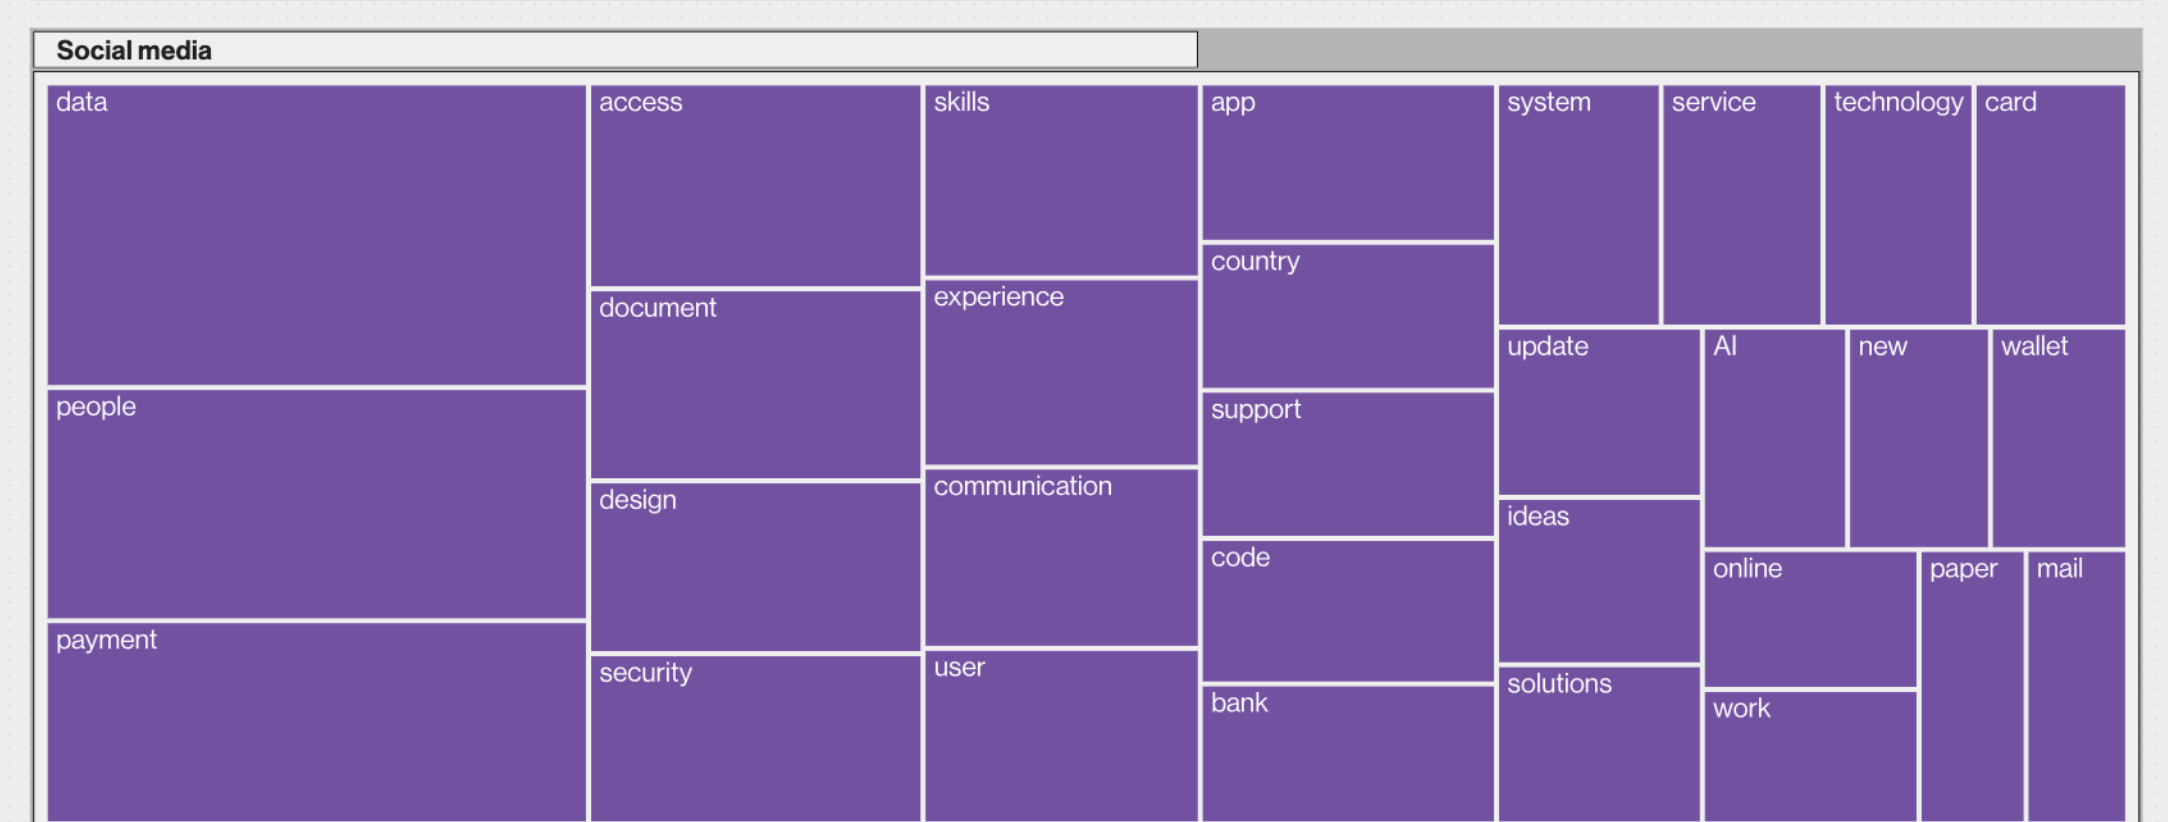 Social media
data
people
payment
access
document
design
security
skills
experience
communication
user
app
country
support
code
bank
system
service
technology
card
update
ideas
solutions
AI
new
wallet
online
work
paper
mail